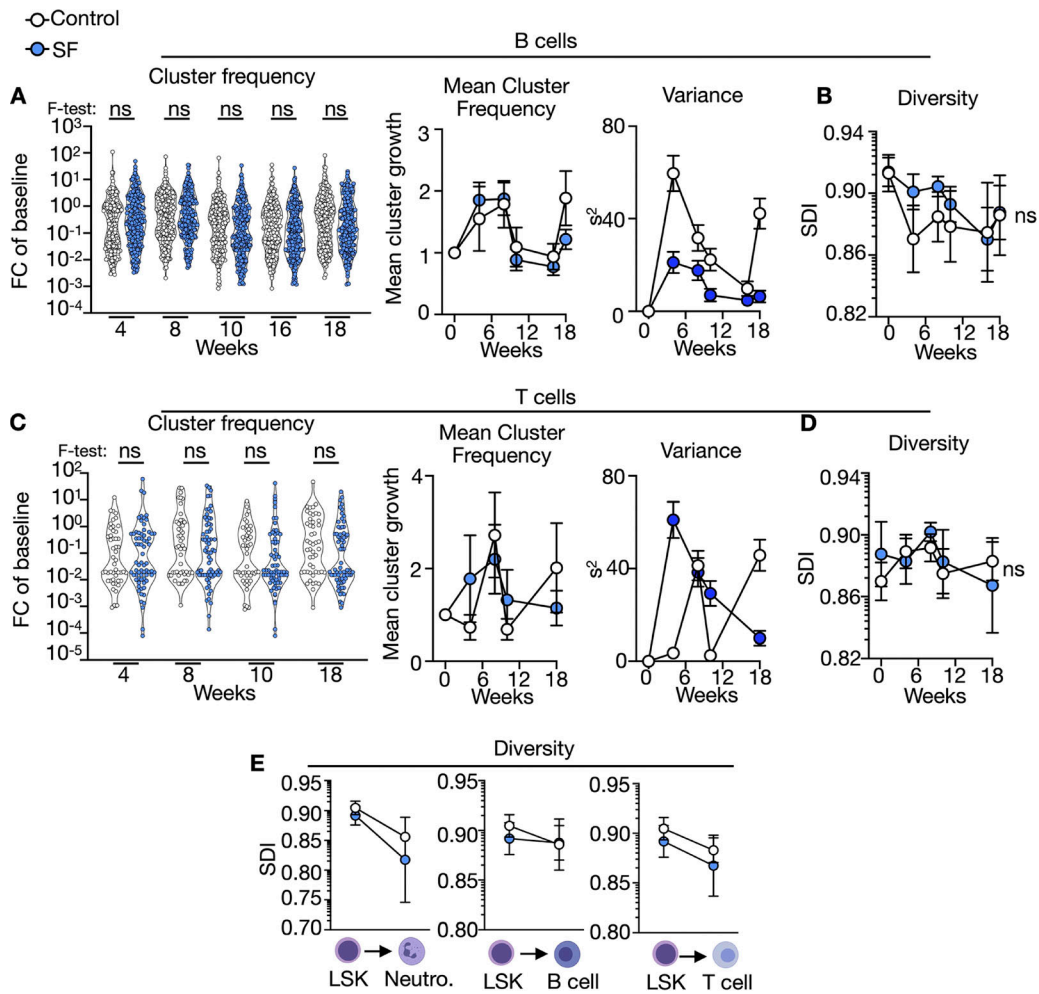 Control
SF
B cells
A
Cluster frequency
F-test: ns ns ns ns ns
FC of baseline
10³
10²
10¹
10⁰
10⁻¹
10⁻²
10⁻³
10⁻⁴
4 8 10 16 18
Weeks
Mean Cluster
Frequency
Mean cluster growth
3
2
1
0
0 6 12 18
Weeks
Variance
s²
80
40
0
0 6 12 18
Weeks
B
Diversity
SDI
0.94
0.90
0.86
0.82
ns
0 6 12 18
Weeks
T cells
C
Cluster frequency
F-test: ns ns ns ns
FC of baseline
10²
10¹
10⁰
10⁻¹
10⁻²
10⁻³
10⁻⁴
10⁻⁵
4 8 10 18
Weeks
Mean Cluster
Frequency
Mean cluster growth
4
2
0
0 6 12 18
Weeks
Variance
s²
80
40
0
0 6 12 18
Weeks
D
Diversity
SDI
0.94
0.90
0.86
0.82
ns
0 6 12 18
Weeks
Diversity
E
SDI
0.95
0.90
0.85
0.80
0.70
LSK Neutro.
0.95
0.90
0.85
0.80
LSK B cell
0.95
0.90
0.85
0.80
LSK T cell